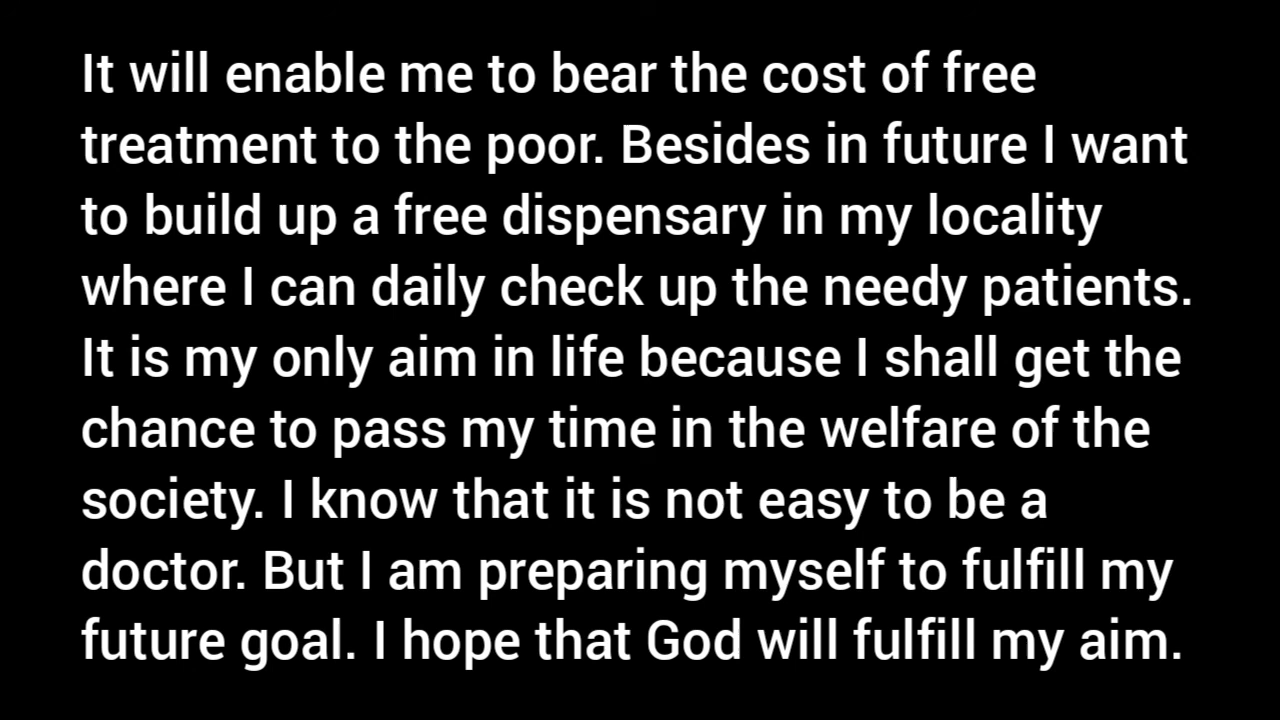 It will enable me to bear the cost of free
treatment to the poor. Besides in future I want
to build up a free dispensary in my locality
where I can daily check up the needy patients.
It is my only aim in life because I shall get the
chance to pass my time in the welfare of the
society. I know that it is not easy to be a
doctor. But I am preparing myself to fulfill my
future goal. I hope that God will fulfill my aim.